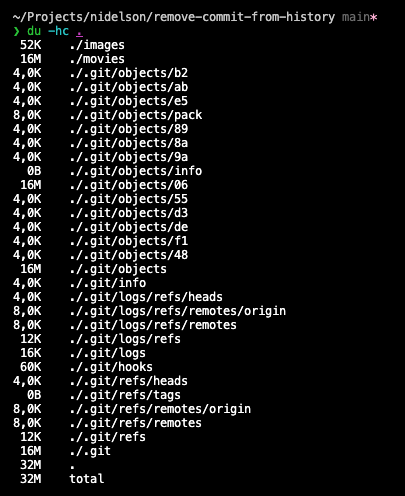 ~/Projects/nidelson/remove-commit-from-history main*
❯ du -hc .
52K ./images
16M ./movies
4,0K ./.git/objects/b2
4,0K ./.git/objects/ab
4,0K ./.git/objects/e5
8,0K ./.git/objects/pack
4,0K ./.git/objects/89
4,0K ./.git/objects/8a
4,0K ./.git/objects/9a
0B ./.git/objects/info
16M ./.git/objects/06
4,0K ./.git/objects/55
4,0K ./.git/objects/d3
4,0K ./.git/objects/de
4,0K ./.git/objects/f1
4,0K ./.git/objects/48
16M ./.git/objects
4,0K ./.git/info
4,0K ./.git/logs/refs/heads
8,0K ./.git/logs/refs/remotes/origin
8,0K ./.git/logs/refs/remotes
12K ./.git/logs/refs
16K ./.git/logs
60K ./.git/hooks
4,0K ./.git/refs/heads
0B ./.git/refs/tags
8,0K ./.git/refs/remotes/origin
8,0K ./.git/refs/remotes
12K ./.git/refs
16M ./.git
32M .
32M total